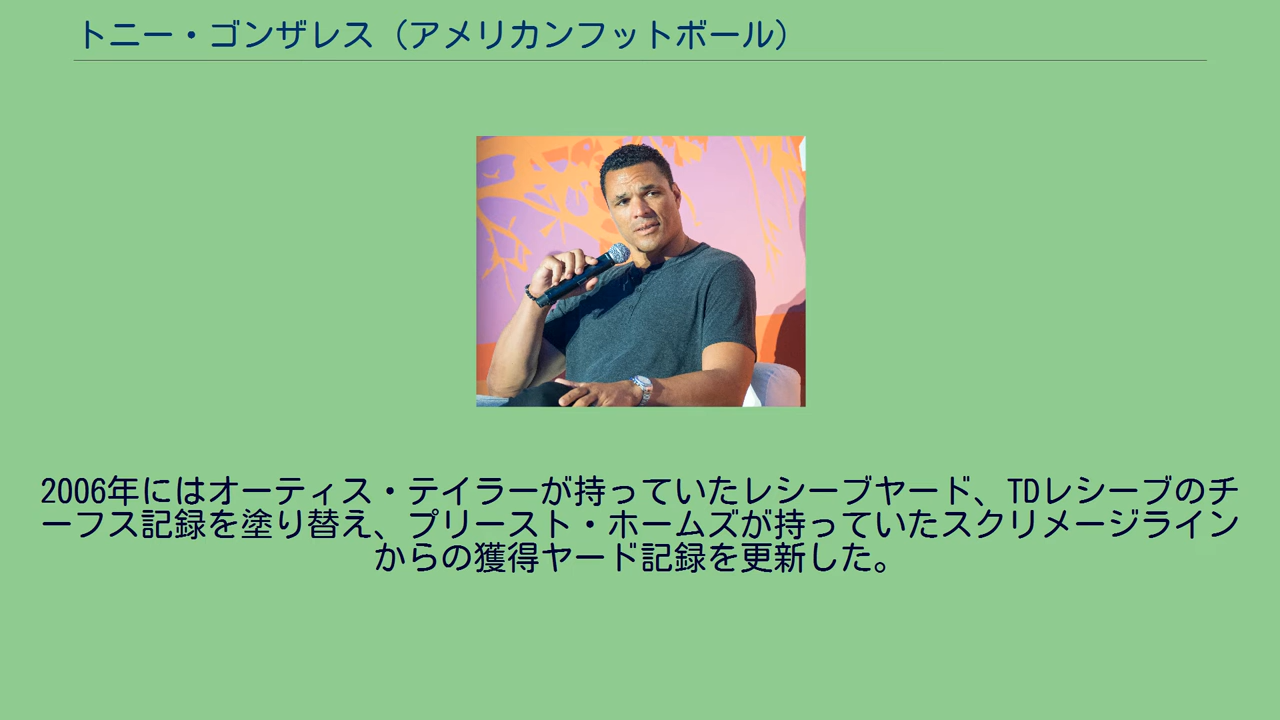 トニー・ゴンザレス（アメリカンフットボール）
2006年にはオーティス・テイラーが持っていたレシーブヤード、TDレシーブのチ
ーフス記録を塗り替え、プリースト・ホームズが持っていたスクリメージライン
からの獲得ヤード記録を更新した。